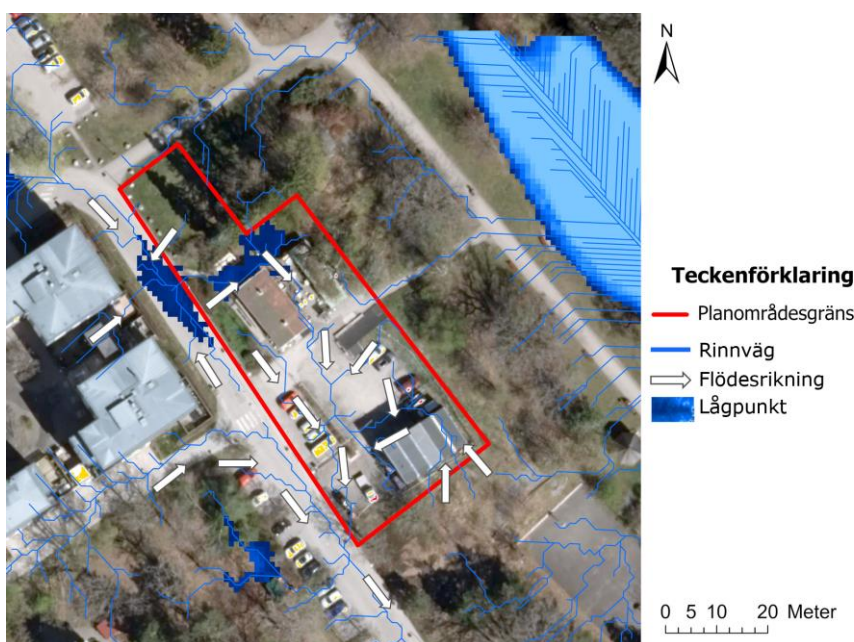 N
Teckenförklaring
Planområdesgräns
Rinnväg
Flödesrikning
Lågpunkt
0 5 10 20 Meter